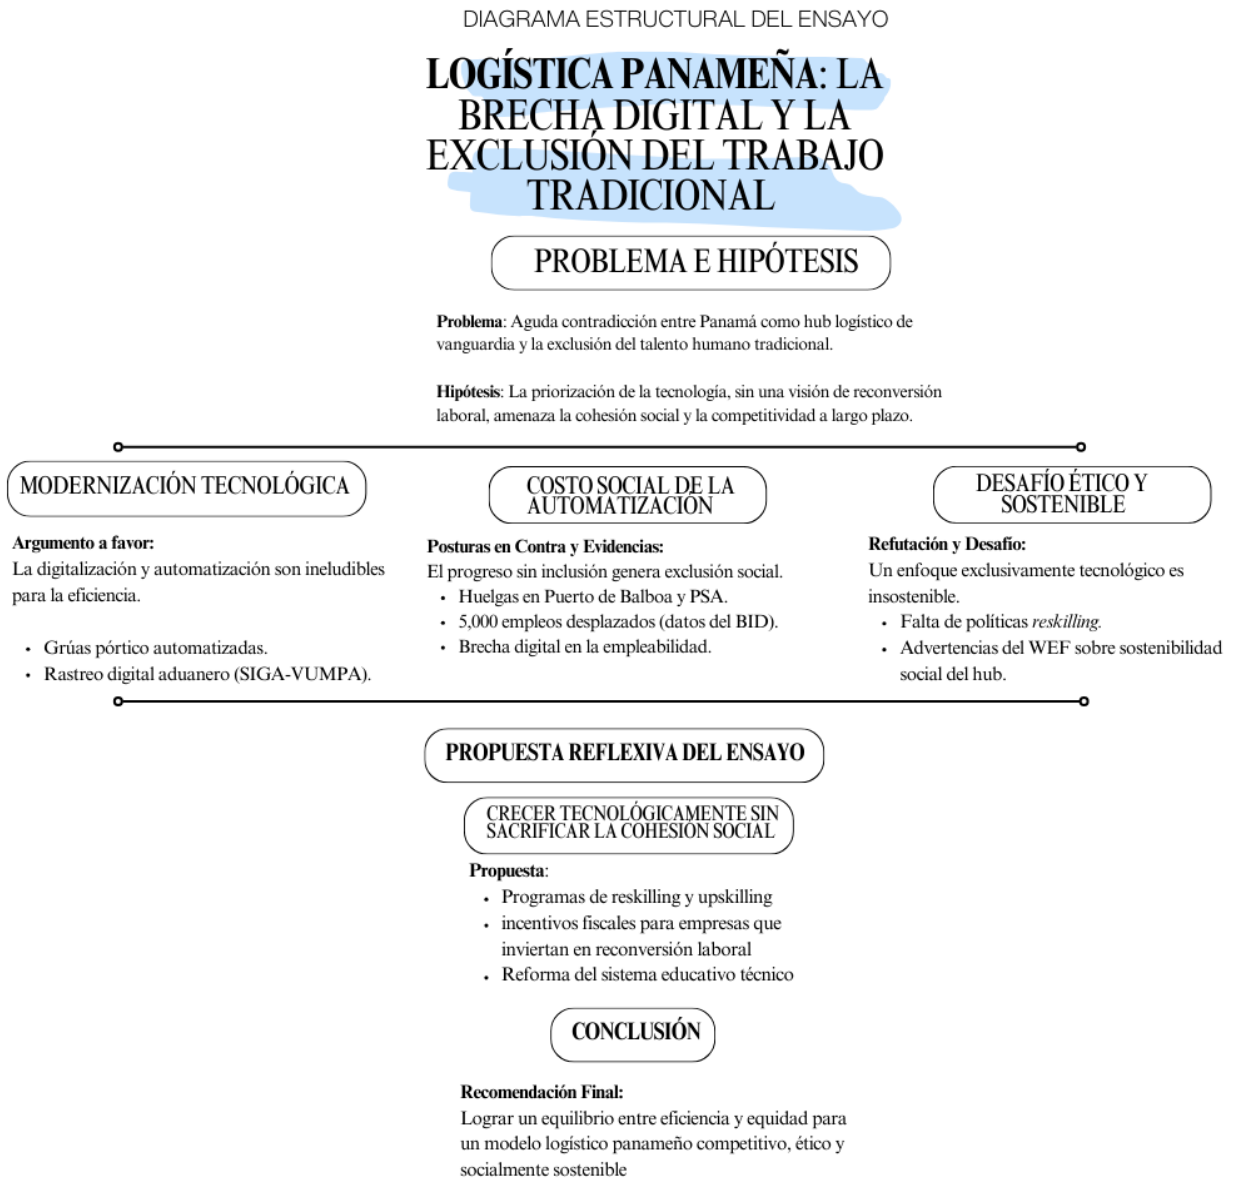 DIAGRAMA ESTRUCTURAL DEL ENSAYO
LOGÍSTICA PANAMEÑA: LA
BRECHA DIGITAL Y LA
EXCLUSIÓN DEL TRABAJO
TRADICIONAL
PROBLEMA E HIPÓTESIS
Problema: Aguda contradicción entre Panamá como hub logístico de
vanguardia y la exclusión del talento humano tradicional.
Hipótesis: La priorización de la tecnología, sin una visión de reconversión
laboral, amenaza la cohesión social y la competitividad a largo plazo.
MODERNIZACIÓN TECNOLÓGICA
Argumento a favor:
La digitalización y automatización son ineludibles
para la eficiencia.
• Grúas pórtico automatizadas.
• Rastreo digital aduanero (SIGA-VUMPA).
COSTO SOCIAL DE LA
AUTOMATIZACIÓN
Posturas en Contra y Evidencias:
El progreso sin inclusión genera exclusión social.
• Huelgas en Puerto de Balboa y PSA.
• 5,000 empleos desplazados (datos del BID).
• Brecha digital en la empleabilidad.
DESAFÍO ÉTICO Y
SOSTENIBLE
Refutación y Desafío:
Un enfoque exclusivamente tecnológico es
insostenible.
• Falta de políticas reskilling.
• Advertencias del WEF sobre sostenibilidad
social del hub.
PROPUESTA REFLEXIVA DEL ENSAYO
CRECER TECNOLÓGICAMENTE SIN
SACRIFICAR LA COHESIÓN SOCIAL
Propuesta:
• Programas de reskilling y upskilling
• incentivos fiscales para empresas que
inviertan en reconversión laboral
• Reforma del sistema educativo técnico
CONCLUSIÓN
Recomendación Final:
Lograr un equilibrio entre eficiencia y equidad para
un modelo logístico panameño competitivo, ético y
socialmente sostenible